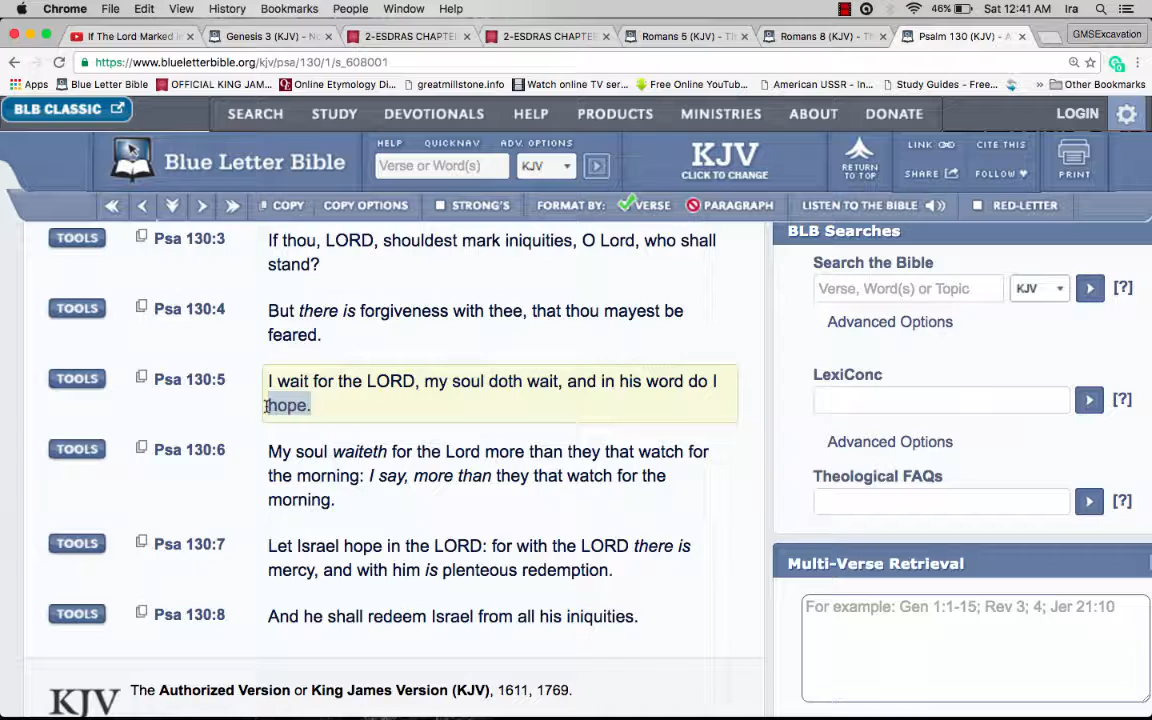 Chrome File Edit View History Bookmarks People Window Help 46% Sat 12:41 AM Ira
If The Lord Marked In Genesis 3 (KJV) - 2-ESDRAS CHAPTE 2-ESDRAS CHAPTE Romans 5 (KJV) - Romans 8 (KJV) - Psalm 130 (KJV) - GMSExcavation
https://www.blueletterbible.org/kjv/psa/130/1/s_608001
Apps Blue Letter Bible OFFICIAL KING JAM... Online Etymology Di... greatmillstone.info Watch online TV ser... Free Online YouTub... American USSR - In... Study Guides - Free... » Other Bookmarks
BLB CLASSIC SEARCH STUDY DEVOTIONALS HELP PRODUCTS MINISTRIES ABOUT DONATE LOGIN
HELP QUICKNAV ADV. OPTIONS
Blue Letter Bible Verse or Word(s) KJV
KJV
CLICK TO CHANGE
RETURN TO TOP
LINK CITE THIS
SHARE FOLLOW
PRINT
COPY COPY OPTIONS STRONG'S FORMAT BY: VERSE PARAGRAPH LISTEN TO THE BIBLE RED-LETTER
TOOLS Psa 130:3 If thou, LORD, shouldest mark iniquities, O Lord, who shall
stand?
TOOLS Psa 130:4 But there is forgiveness with thee, that thou mayest be
feared.
TOOLS Psa 130:5 I wait for the LORD, my soul doth wait, and in his word do I
hope.
TOOLS Psa 130:6 My soul waiteth for the Lord more than they that watch for
the morning: I say, more than they that watch for the
morning.
TOOLS Psa 130:7 Let Israel hope in the LORD: for with the LORD there is
mercy, and with him is plenteous redemption.
TOOLS Psa 130:8 And he shall redeem Israel from all his iniquities.
KJV The Authorized Version or King James Version (KJV), 1611, 1769.
BLB Searches
Search the Bible
Verse, Word(s) or Topic KJV [?]
Advanced Options
LexiConc
[?]
Advanced Options
Theological FAQs
[?]
Multi-Verse Retrieval
For example: Gen 1:1-15; Rev 3; 4; Jer 21:10